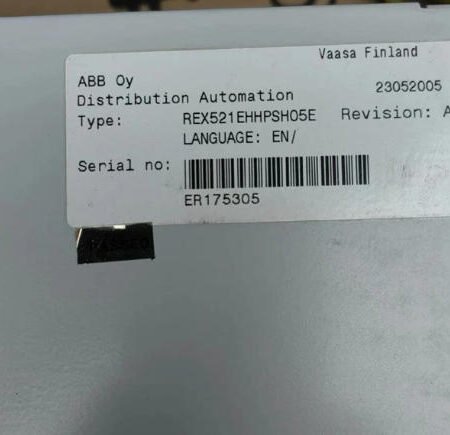 Vaasa Finland
ABB Oy
23052005
Distribution Automation
Type: REX521EHHPSH05E Revision: A
LANGUAGE: EN/
Serial no:
ER175305